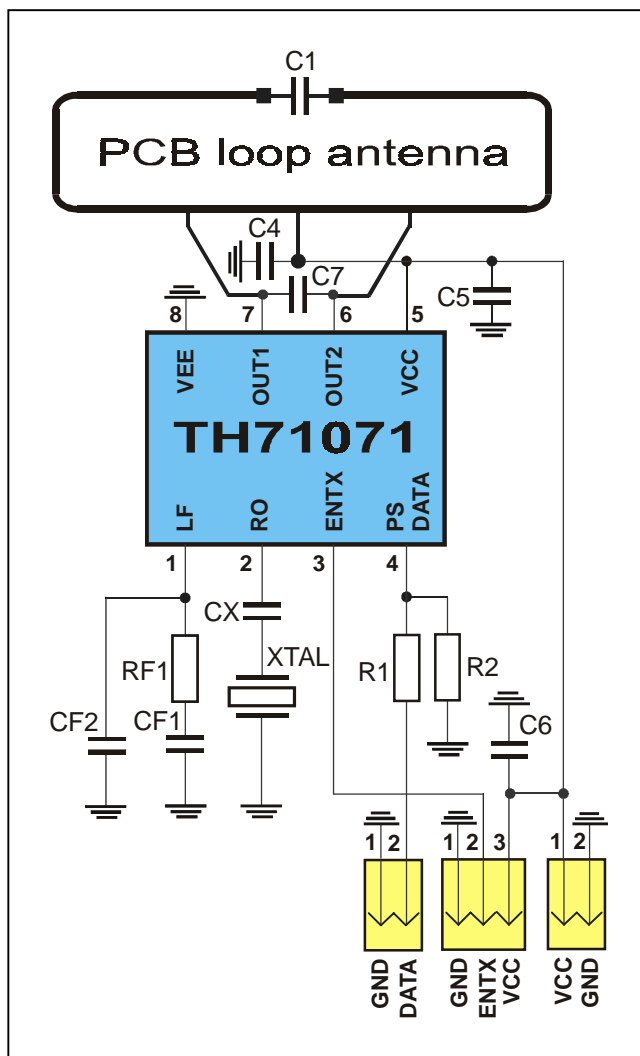 C1
PCB loop antenna
C4
C7
C5
8 7 6 5
VEE OUT1 OUT2 VCC
TH71071
LF RO ENTX PS DATA
1 2 3 4
CX
XTAL
RF1
R1 R2
CF2 CF1
C6
1 2 1 2 3 1 2
GND DATA GND ENTX VCC VCC GND